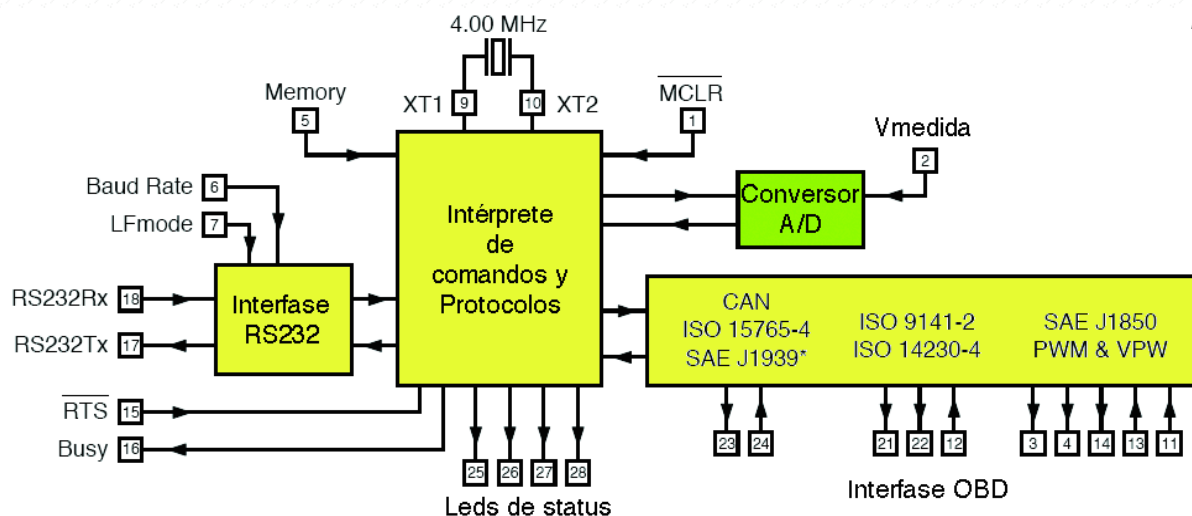 4.00 MHz
Memory
5
XT1
9
10
XT2
MCLR
1
Vmedida
2
Baud Rate
6
LFmode
7
Conversor
A/D
Intérprete
de
comandos y
Protocolos
RS232Rx
18
Interfase
RS232
RS232Tx
17
CAN
ISO 15765-4
SAE J1939*
ISO 9141-2
ISO 14230-4
SAE J1850
PWM & VPW
RTS
15
Busy
16
25
26
27
28
Leds de status
23
24
21
22
12
3
4
14
13
11
Interfase OBD